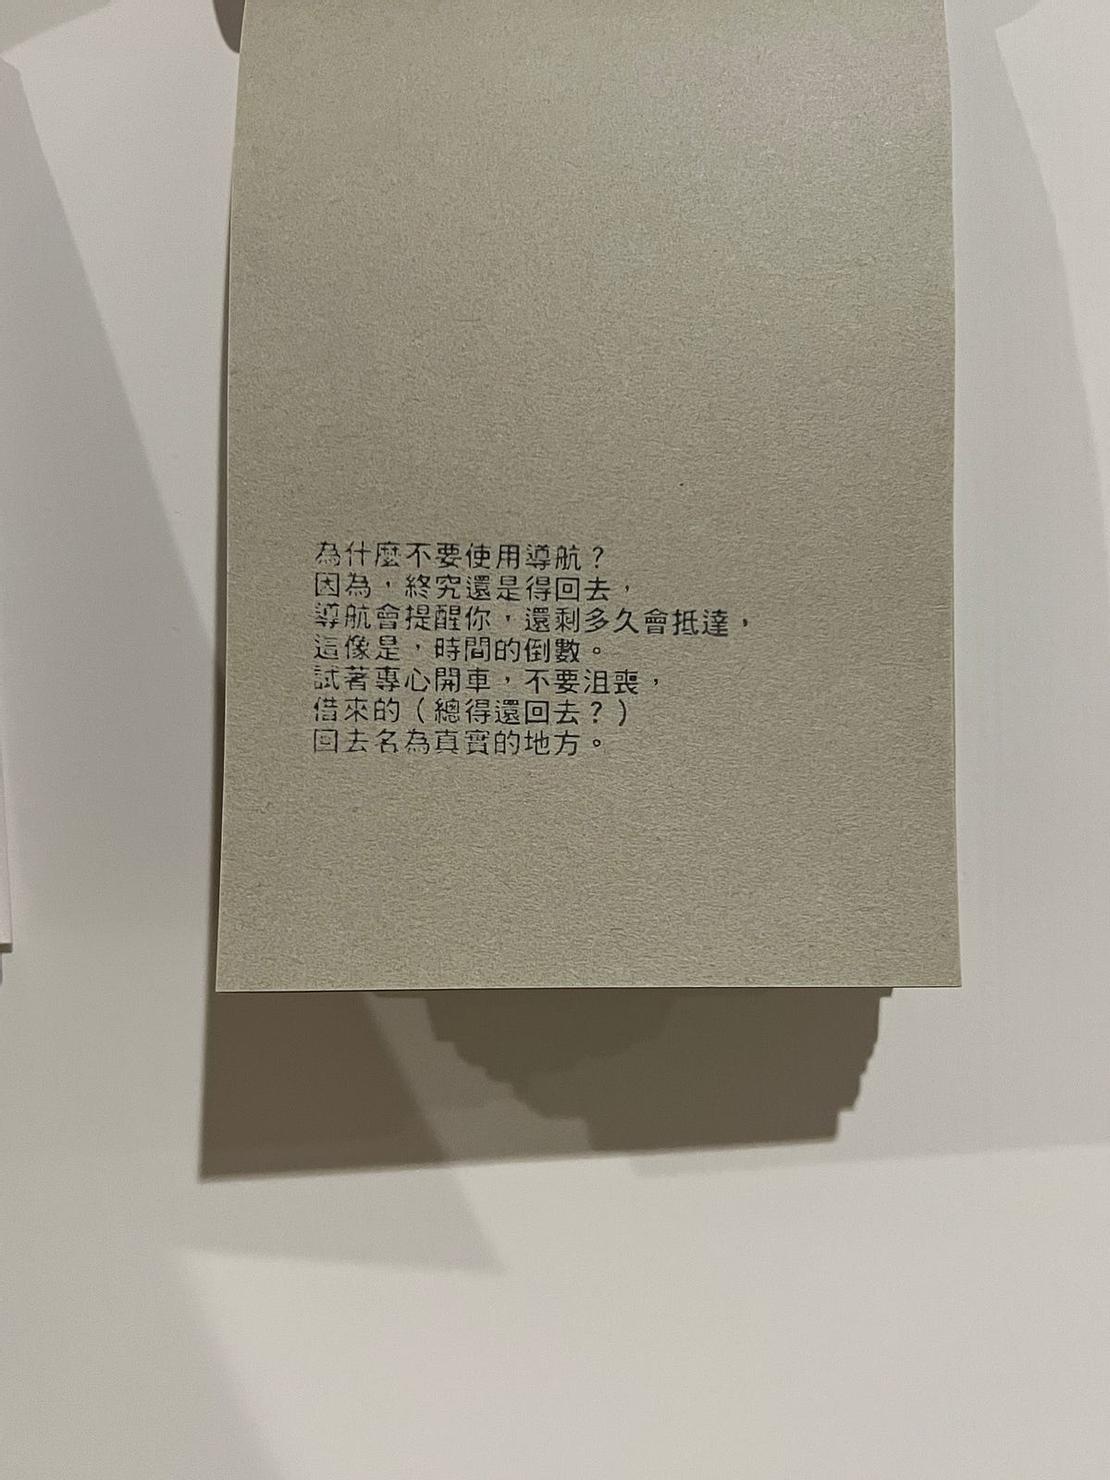 為什麼不要使用導航？
因為，終究還是得回去，
導航會提醒你，還剩多久會抵達，
這像是，時間的倒數。
試著專心開車，不要沮喪，
借來的（總得還回去？）
回去名為真實的地方。